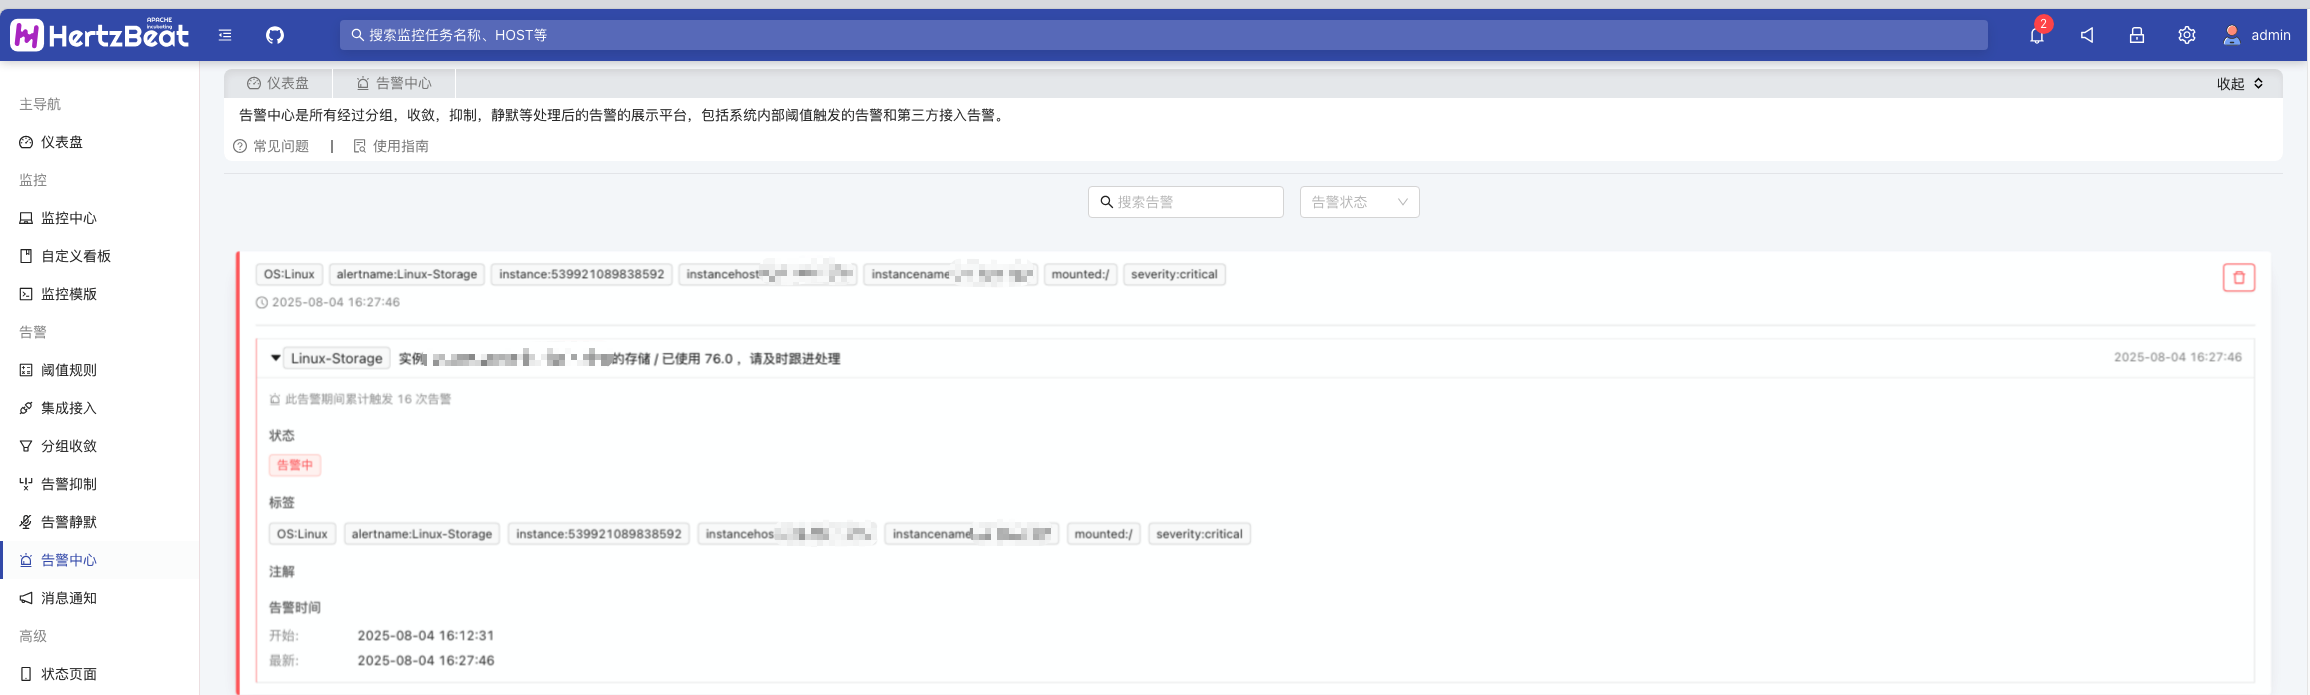 HertzBeat APACHE incubating 搜索监控任务名称、HOST等 2 admin
主导航
仪表盘
监控
监控中心
自定义看板
监控模版
告警
阈值规则
集成接入
分组收敛
告警抑制
告警静默
告警中心
消息通知
高级
状态页面
仪表盘 告警中心 收起
告警中心是所有经过分组，收敛，抑制，静默等处理后的告警的展示平台，包括系统内部阈值触发的告警和第三方接入告警。
常见问题 | 使用指南
搜索告警 告警状态
OS:Linux alertname:Linux-Storage instance:539921089838592 instancehost instancename mounted:/ severity:critical
2025-08-04 16:27:46
Linux-Storage 实例 的存储 / 已使用 76.0 ，请及时跟进处理 2025-08-04 16:27:46
此告警期间累计触发 16 次告警
状态
告警中
标签
OS:Linux alertname:Linux-Storage instance:539921089838592 instancehos instancename mounted:/ severity:critical
注解
告警时间
开始: 2025-08-04 16:12:31
最新: 2025-08-04 16:27:46